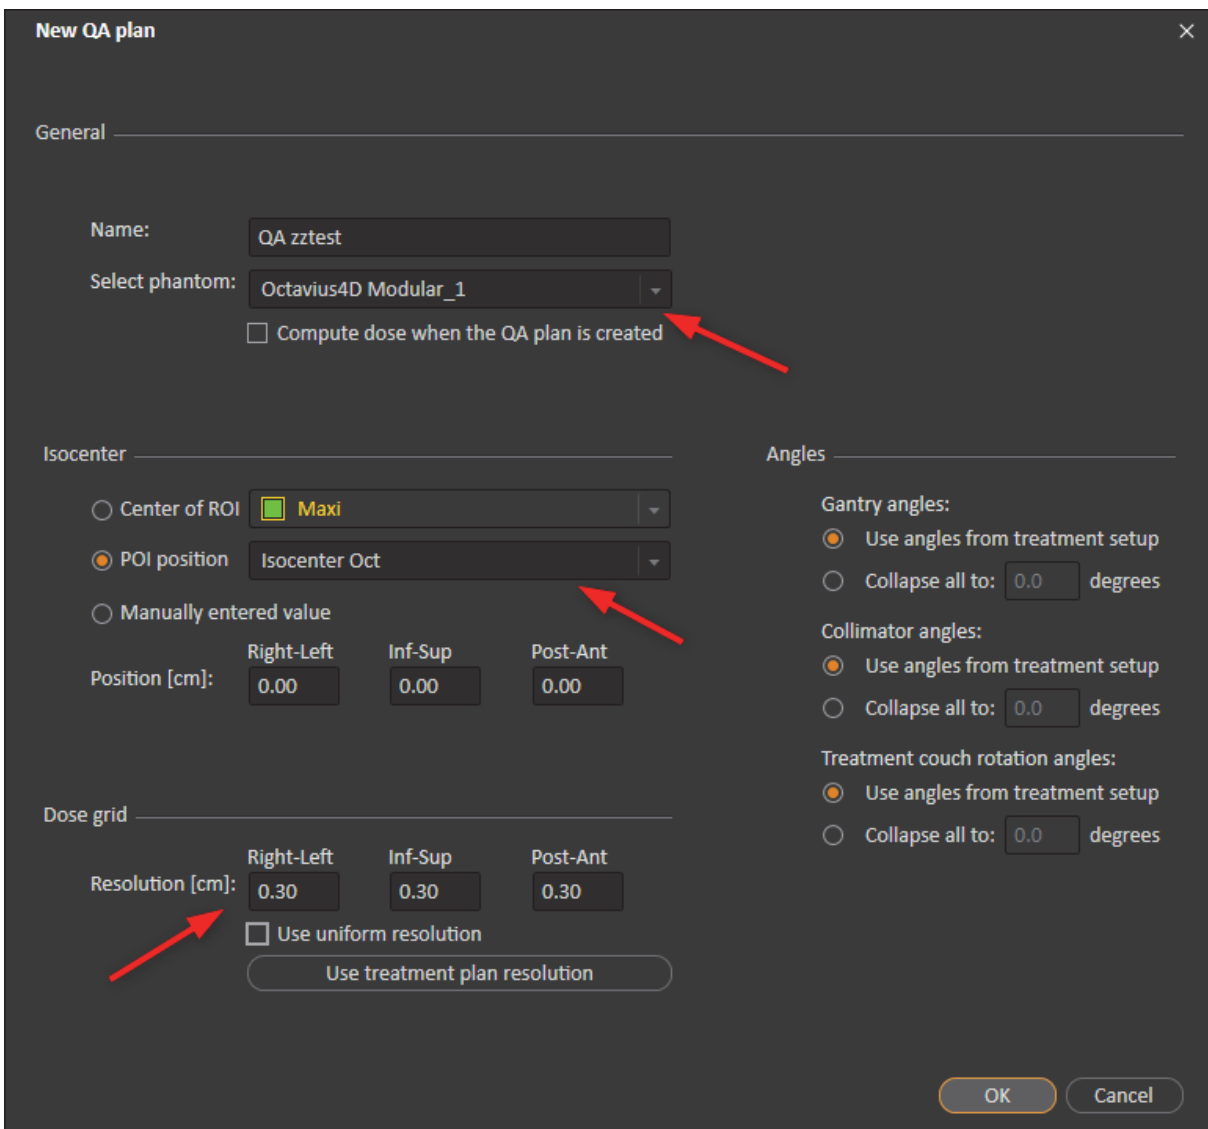 New QA plan
General
Name: QA zztest
Select phantom: Octavius4D Modular_1
Compute dose when the QA plan is created
Isocenter
Center of ROI Maxi
POI position Isocenter Oct
Manually entered value
Right-Left Inf-Sup Post-Ant
Position [cm]: 0.00 0.00 0.00
Dose grid
Right-Left Inf-Sup Post-Ant
Resolution [cm]: 0.30 0.30 0.30
Use uniform resolution
Use treatment plan resolution
Angles
Gantry angles:
Use angles from treatment setup
Collapse all to: 0.0 degrees
Collimator angles:
Use angles from treatment setup
Collapse all to: 0.0 degrees
Treatment couch rotation angles:
Use angles from treatment setup
Collapse all to: 0.0 degrees
OK Cancel